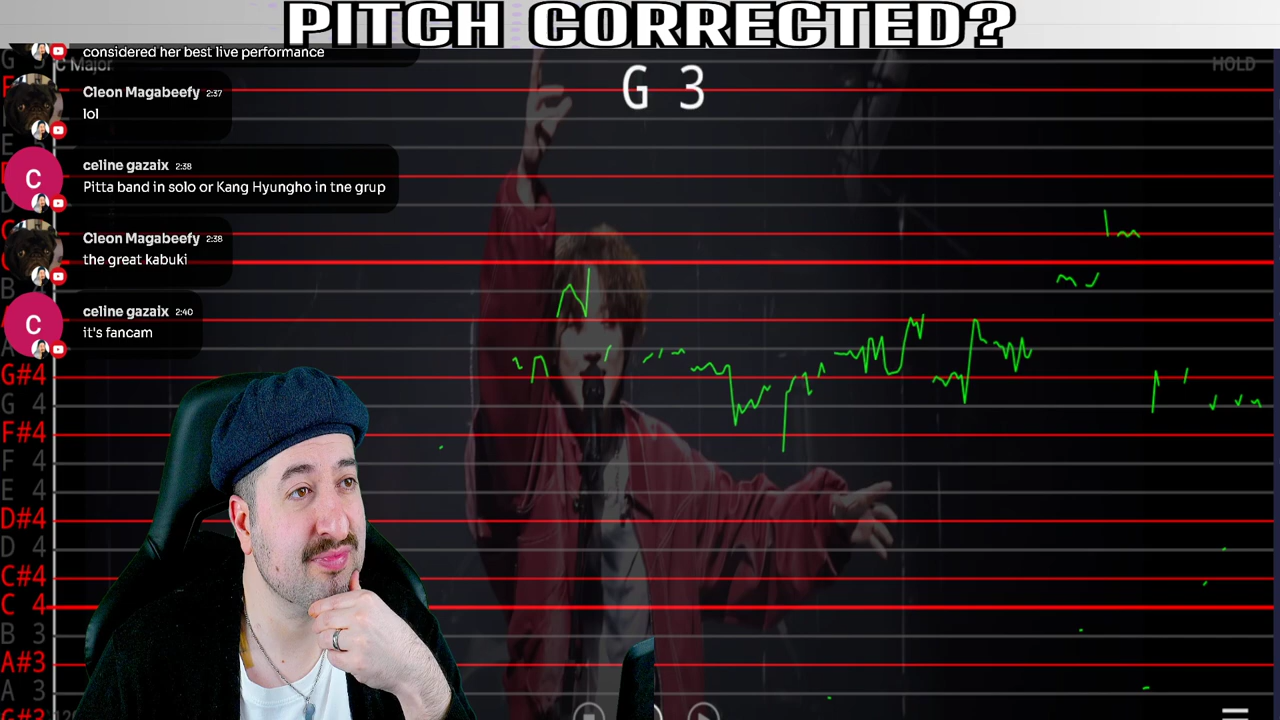 PITCH CORRECTED?
considered her best live performance
C Major
HOLD
G 3
Cleon Magabeefy 2:37
lol
celine gazaix 2:38
Pitta band in solo or Kang Hyungho in tne grup
Cleon Magabeefy 2:38
the great kabuki
celine gazaix 2:40
it's fancam
C
C
G#4
G 4
F#4
F 4
E 4
D#4
D 4
C#4
C 4
B 3
A#3
A 3
G#3